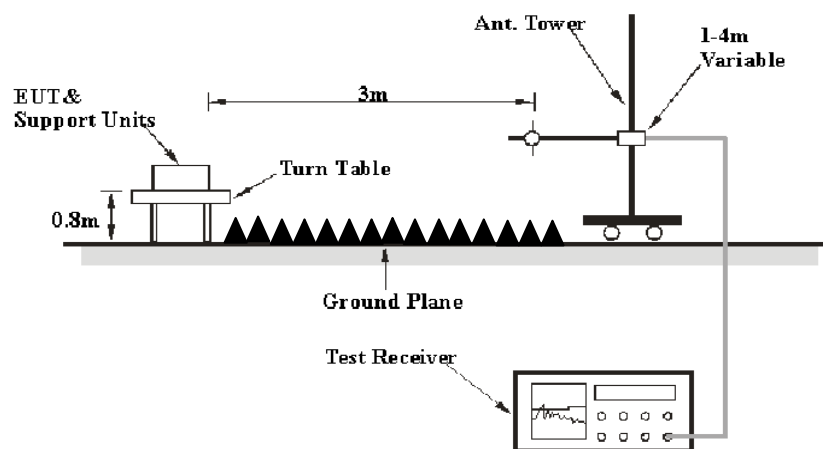 Ant. Tower
1-4m
Variable
3m
EUT &
Support Units
Turn Table
0.8m
Ground Plane
Test Receiver